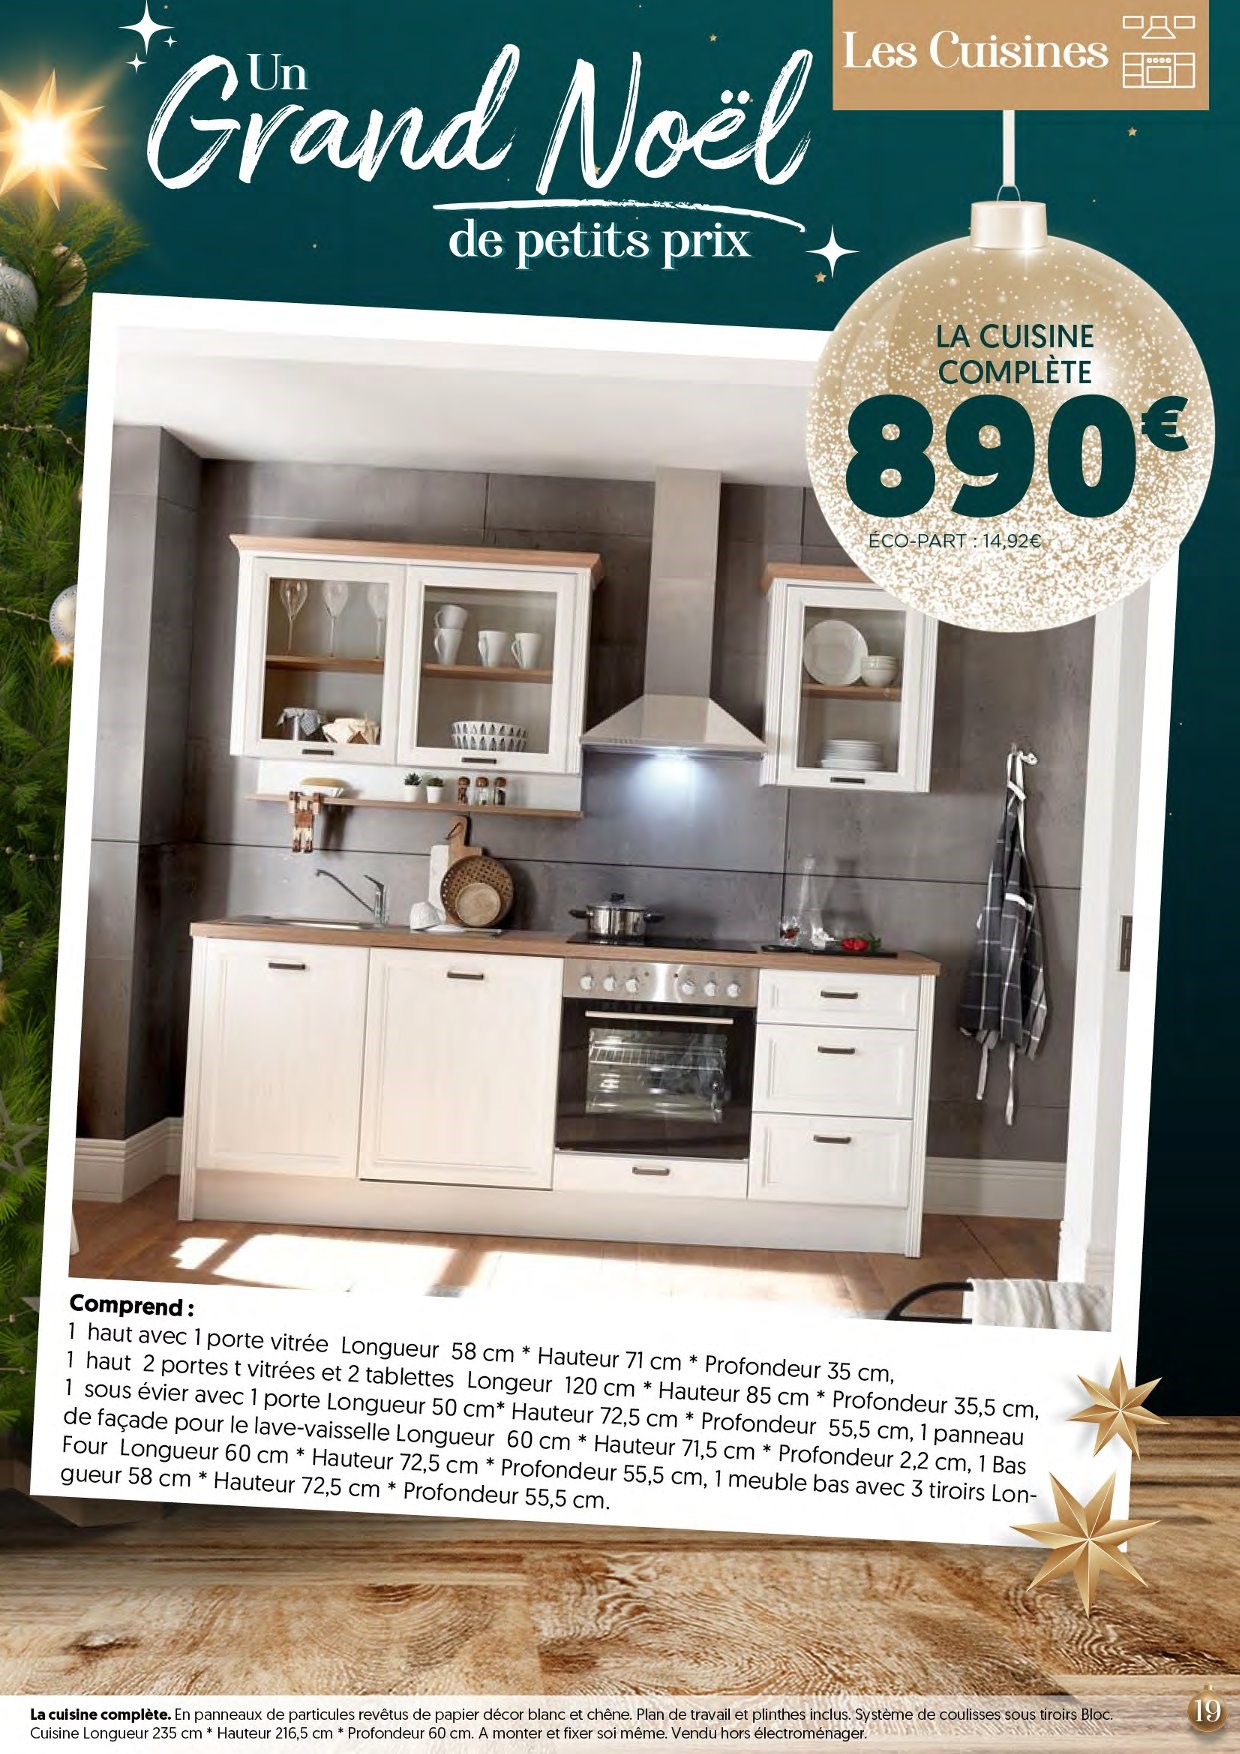 Les Cuisines
Un
Grand Noël
de petits prix
LA CUISINE
COMPLÈTE
890€
ÉCO-PART : 14,92€
Comprend :
1 haut avec 1 porte vitrée Longueur 58 cm * Hauteur 71 cm * Profondeur 35 cm,
1 haut 2 portes t vitrées et 2 tablettes Longeur 120 cm * Hauteur 85 cm * Profondeur 35,5 cm,
1 sous évier avec 1 porte Longueur 50 cm* Hauteur 72,5 cm * Profondeur 55,5 cm, 1 panneau
de façade pour le lave-vaisselle Longueur 60 cm * Hauteur 71,5 cm * Profondeur 2,2 cm, 1 Bas
Four Longueur 60 cm * Hauteur 72,5 cm * Profondeur 55,5 cm, 1 meuble bas avec 3 tiroirs Lon-
gueur 58 cm * Hauteur 72,5 cm * Profondeur 55,5 cm.
La cuisine complète. En panneaux de particules revêtus de papier décor blanc et chêne. Plan de travail et plinthes inclus. Système de coulisses sous tiroirs Bloc.
Cuisine Longueur 235 cm * Hauteur 216,5 cm * Profondeur 60 cm. A monter et fixer soi même. Vendu hors électroménager.
19